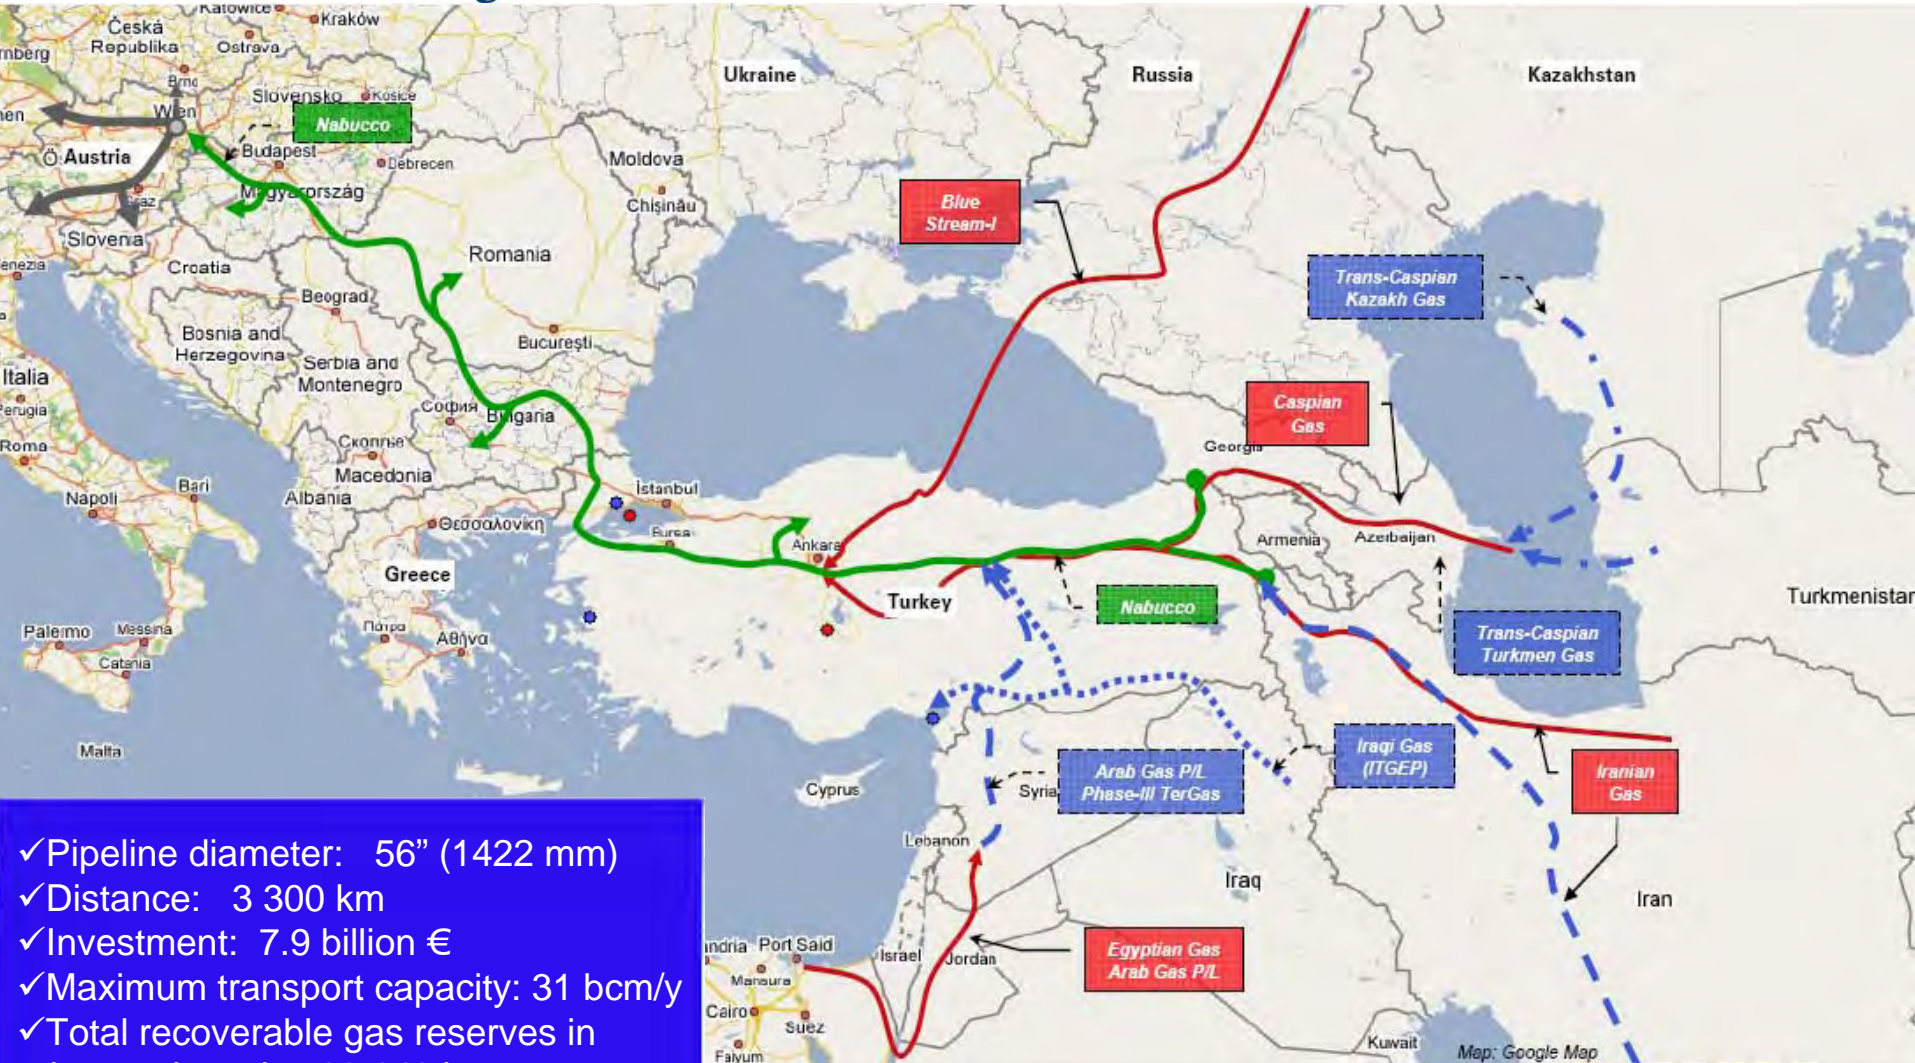 Katowice
Kraków
Česká
Republika
Ostrava
Brno
Slovensko
Košice
Wien
Nabucco
Ö Austria
Budapest
Debrecen
Magyarország
Slovenia
Croatia
Beograd
Bosnia and
Herzegovina
Serbia and
Montenegro
Italia
Perugia
Roma
Napoli
Bari
Palermo
Messina
Catania
Malta
Ukraine
Moldova
Chișinău
Romania
București
София
Bulgaria
Скопље
Macedonia
Albania
Θεσσαλονίκη
Greece
Πάτρα
Αθήνα
İstanbul
Bursa
Ankara
Turkey
Nabucco
Russia
Kazakhstan
Blue
Stream-I
Trans-Caspian
Kazakh Gas
Caspian
Gas
Georgia
Armenia
Azerbaijan
Trans-Caspian
Turkmen Gas
Turkmenistan
Iraqi Gas
(ITGEP)
Iranian
Gas
Arab Gas P/L
Phase-III TerGas
Syria
Cyprus
Lebanon
Iraq
Iran
Israel
Jordan
Egyptian Gas
Arab Gas P/L
Port Said
Mansura
Cairo
Suez
Faiyum
Kuwait
Map: Google Map
✓Pipeline diameter: 56” (1422 mm)
✓Distance: 3 300 km
✓Investment: 7.9 billion €
✓Maximum transport capacity: 31 bcm/y
✓Total recoverable gas reserves in